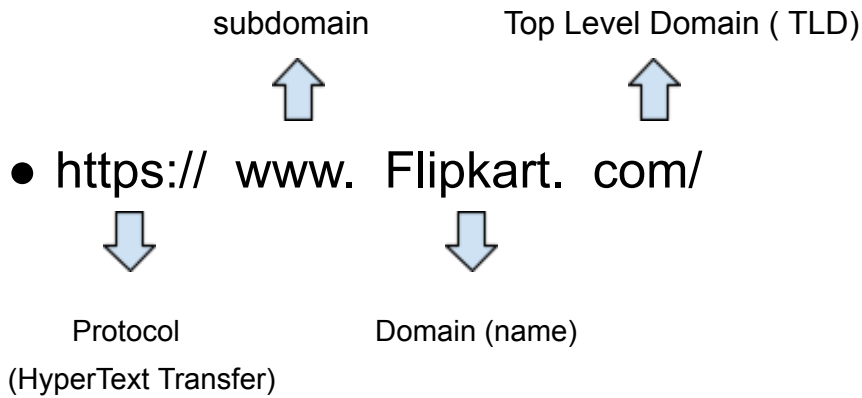 subdomain Top Level Domain ( TLD)
● https:// www. Flipkart. com/
Protocol Domain (name)
(HyperText Transfer)